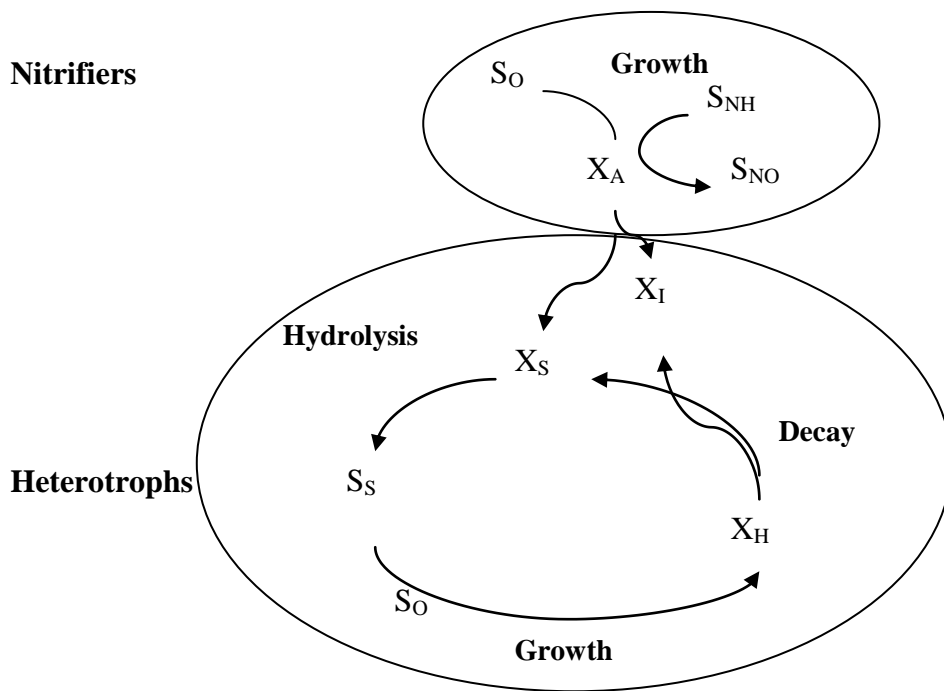 Nitrifiers
Growth
S_O
S_NH
X_A
S_NO
X_I
Hydrolysis
X_S
Decay
Heterotrophs
S_S
X_H
S_O
Growth